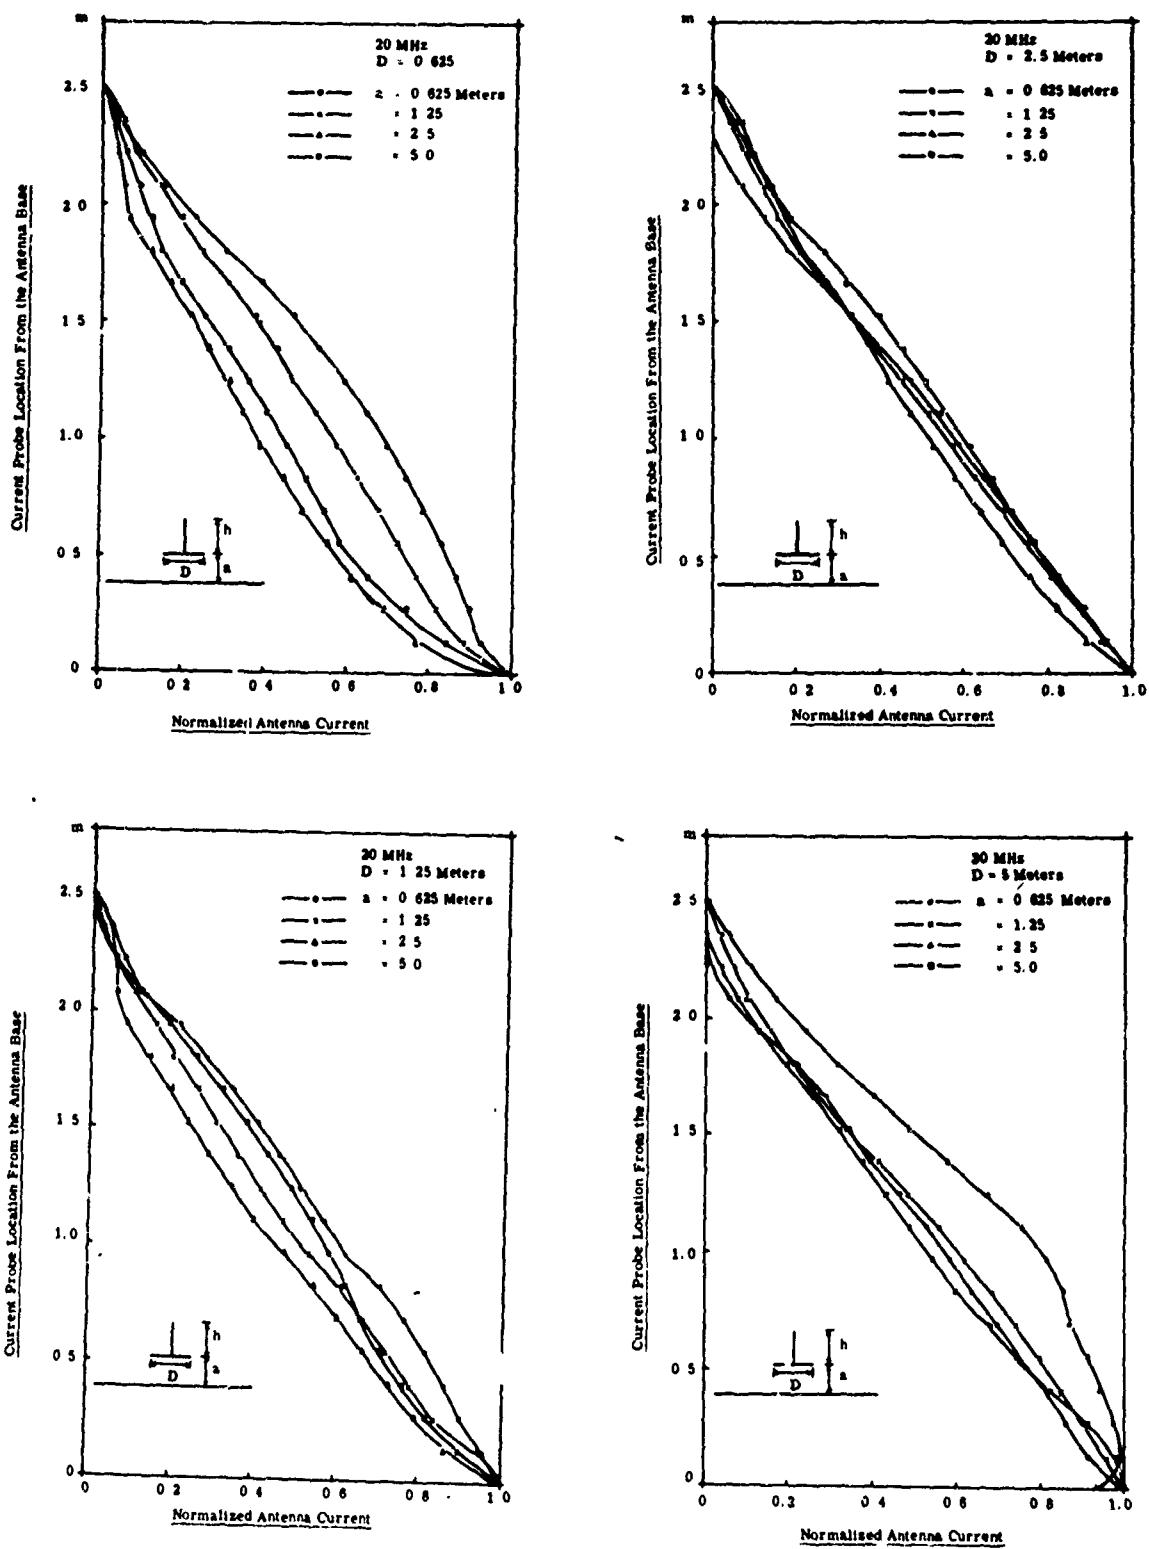 m
20 MHz
D = 0 625
a = 0 625 Meters
= 1 25
= 2 5
= 5 0
2 5
2 0
1 5
1.0
0 5
0
0 0 2 0 4 0.6 0.8 1 0
Current Probe Location From the Antenna Base
h
D
a
Normalized Antenna Current
m
20 MHz
D = 2.5 Meters
a = 0 625 Meters
= 1 25
= 2 5
= 5.0
2 5
2 0
1 5
1 0
0 5
0
0 0 2 0.4 0.6 0.8 1.0
Current Probe Location From the Antenna Base
h
D
a
Normalized Antenna Current
m
20 MHz
D = 1 25 Meters
a = 0 625 Meters
= 1 25
= 2 5
= 5 0
2.5
2 0
1 5
1.0
0 5
0
0 0 2 0 4 0 6 0 8 1 0
Current Probe Location From the Antenna Base
h
D
a
Normalized Antenna Current
m
20 MHz
D = 5 Meters
a = 0 625 Meters
= 1.25
= 2 5
= 5.0
2 5
2 0
1 5
1.0
0 5
0
0 0.2 0 4 0 6 0 8 1.0
Current Probe Location From the Antenna Base
h
D
a
Normalized Antenna Current